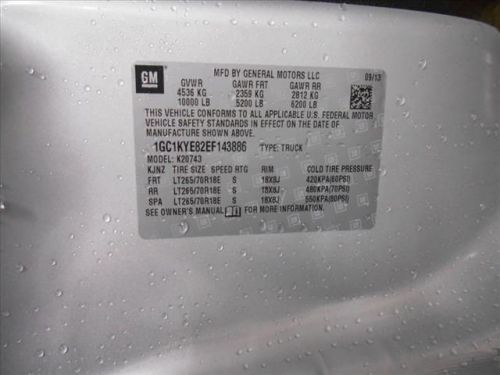 GM
MFD BY GENERAL MOTORS LLC
09/13
GVWR GAWR FRT GAWR RR
4536 KG 2359 KG 2812 KG
10000 LB 5200 LB 6200 LB
THIS VEHICLE CONFORMS TO ALL APPLICABLE U.S. FEDERAL MOTOR
VEHICLE SAFETY STANDARDS IN EFFECT ON THE DATE OF
MANUFACTURE SHOWN ABOVE.
1GC1KYE82EF143886 TYPE: TRUCK
MODEL: K20743
KJNZ TIRE SIZE SPEED RTG RIM COLD TIRE PRESSURE
FRT LT265/70R18E S 18X8J 420KPA(60PSI)
RR LT265/70R18E S 18X8J 480KPA(70PSI)
SPA LT265/70R18E S 18X8J 550KPA(80PSI)
SEE OWNER'S MANUAL FOR MORE INFORMATION.